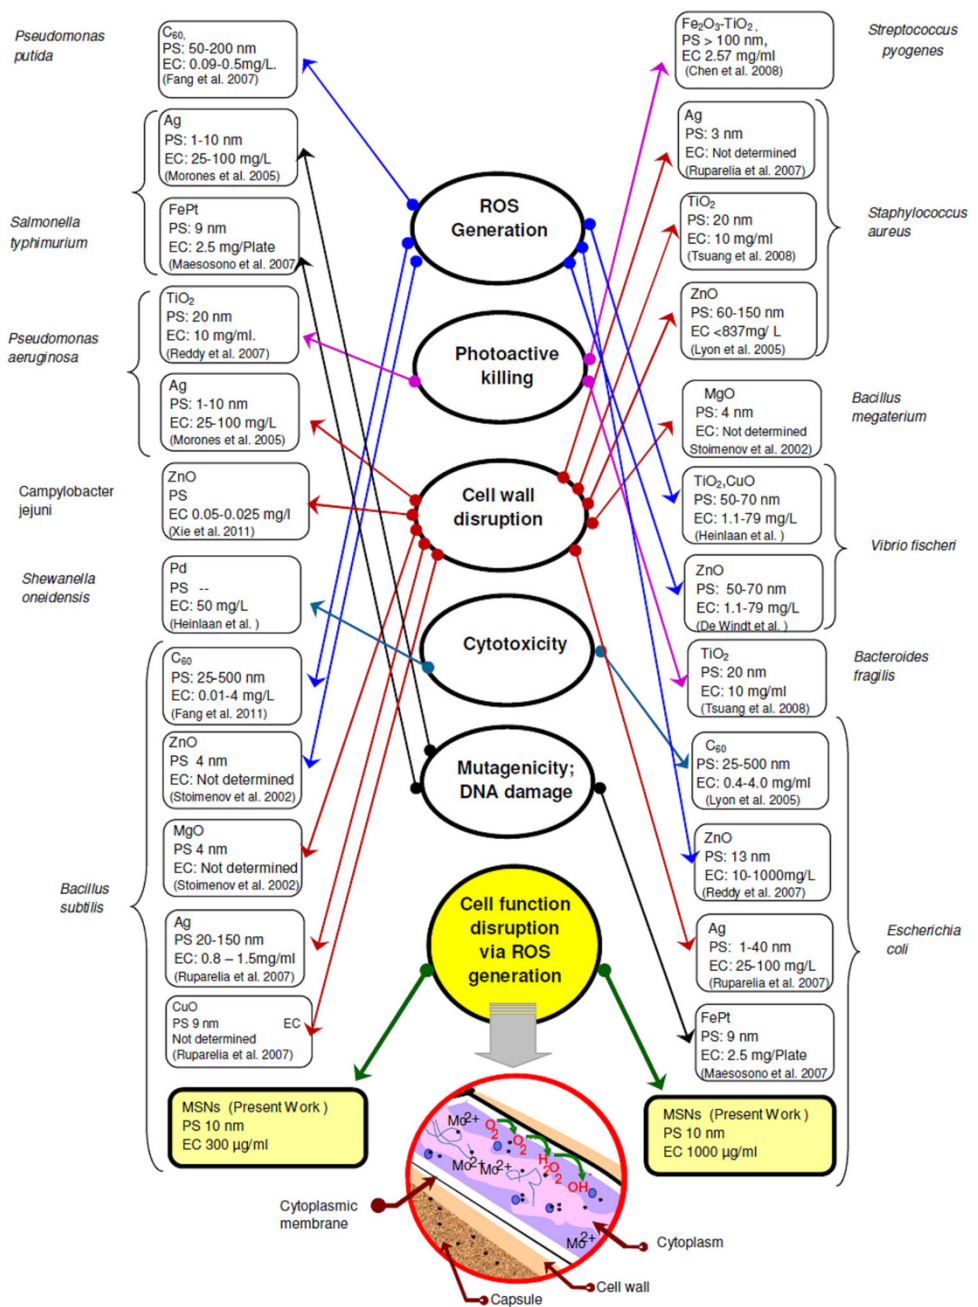 Pseudomonas
putida
C60,
PS: 50-200 nm
EC: 0.09-0.5mg/L.
(Fang et al. 2007)
Salmonella
typhimurium
Ag
PS: 1-10 nm
EC: 25-100 mg/L
(Morones et al. 2005)
FePt
PS: 9 nm
EC: 2.5 mg/Plate
(Maesosono et al. 2007
Pseudomonas
aeruginosa
TiO2
PS: 20 nm
EC: 10 mg/ml.
(Reddy et al. 2007)
Ag
PS: 1-10 nm
EC: 25-100 mg/L
(Morones et al. 2005)
Campylobacter
jejuni
ZnO
PS
EC 0.05-0.025 mg/l
(Xie et al. 2011)
Shewanella
oneidensis
Pd
PS --
EC: 50 mg/L
(Heinlaan et al. )
Bacillus
subtilis
C60
PS: 25-500 nm
EC: 0.01-4 mg/L
(Fang et al. 2011)
ZnO
PS 4 nm
EC: Not determined
(Stoimenov et al. 2002)
MgO
PS 4 nm
EC: Not determined
(Stoimenov et al. 2002)
Ag
PS 20-150 nm
EC: 0.8 – 1.5mg/ml
(Ruparelia et al. 2007)
CuO
PS 9 nm EC
Not determined
(Ruparelia et al. 2007)
MSNs (Present Work )
PS 10 nm
EC 300 µg/ml
ROS
Generation
Photoactive
killing
Cell wall
disruption
Cytotoxicity
Mutagenicity;
DNA damage
Cell function
disruption
via ROS
generation
Mo2+
O2
O2
H2O2
OH-
Mo2+
Mo2+
Mo2+
Cytoplasmic
membrane
Cytoplasm
Cell wall
Capsule
Fe2O3-TiO2,
PS > 100 nm,
EC 2.57 mg/ml
(Chen et al. 2008)
Streptococcus
pyogenes
Ag
PS: 3 nm
EC: Not determined
(Ruparelia et al. 2007)
TiO2
PS: 20 nm
EC: 10 mg/ml
(Tsuang et al. 2008)
ZnO
PS: 60-150 nm
EC <837mg/ L
(Lyon et al. 2005)
Staphylococcus
aureus
MgO
PS: 4 nm
EC: Not determined
Stoimenov et al. 2002)
Bacillus
megaterium
TiO2,CuO
PS: 50-70 nm
EC: 1.1-79 mg/L
(Heinlaan et al. )
ZnO
PS: 50-70 nm
EC: 1.1-79 mg/L
(De Windt et al. )
Vibrio fischeri
TiO2
PS: 20 nm
EC: 10 mg/ml
(Tsuang et al. 2008)
Bacteroides
fragilis
C60
PS: 25-500 nm
EC: 0.4-4.0 mg/ml
(Lyon et al. 2005)
ZnO
PS: 13 nm
EC: 10-1000mg/L
(Reddy et al. 2007)
Ag
PS: 1-40 nm
EC: 25-100 mg/L
(Ruparelia et al. 2007)
FePt
PS: 9 nm
EC: 2.5 mg/Plate
(Maesosono et al. 2007
MSNs (Present Work )
PS 10 nm
EC 1000 µg/ml
Escherichia
coli